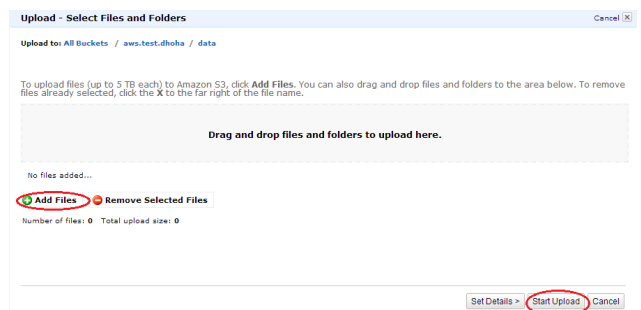 Upload - Select Files and Folders
Cancel X
Upload to: All Buckets / aws.test.dhoha / data
To upload files (up to 5 TB each) to Amazon S3, click Add Files. You can also drag and drop files and folders to the area below. To remove
files already selected, click the X to the far right of the file name.
Drag and drop files and folders to upload here.
No files added...
Add Files
Remove Selected Files
Number of files: 0 Total upload size: 0
Set Details > Start Upload Cancel